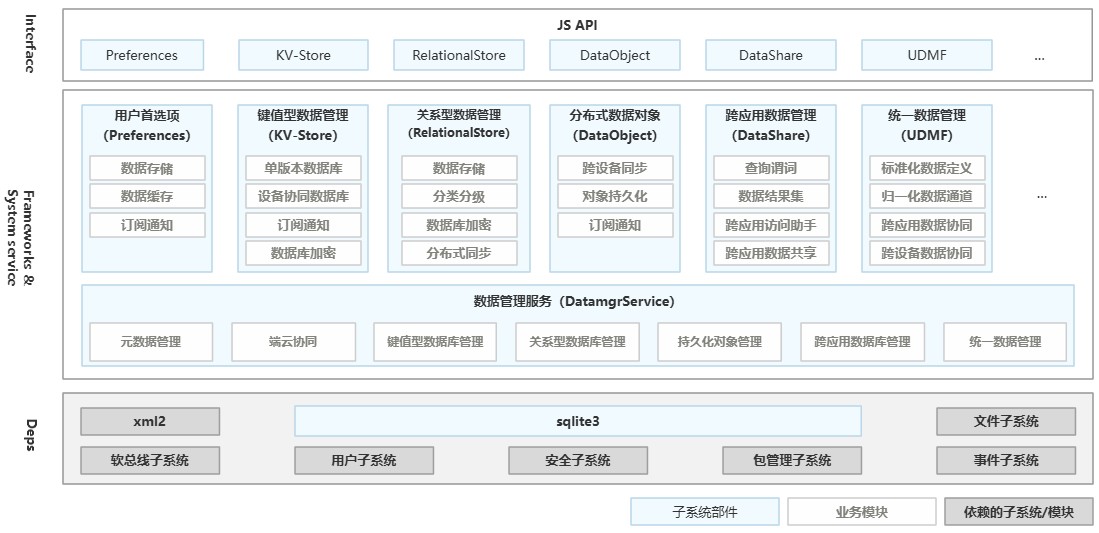 Interface
JS API
Preferences
KV-Store
RelationalStore
DataObject
DataShare
UDMF
...
Frameworks &
System service
用户首选项
（Preferences）
数据存储
数据缓存
订阅通知
键值型数据管理
（KV-Store）
单版本数据库
设备协同数据库
订阅通知
数据库加密
关系型数据管理
（RelationalStore）
数据存储
分类分级
数据库加密
分布式同步
分布式数据对象
（DataObject）
跨设备同步
对象持久化
订阅通知
跨应用数据管理
（DataShare）
查询谓词
数据结果集
跨应用访问助手
跨应用数据共享
统一数据管理
（UDMF）
标准化数据定义
归一化数据通道
跨应用数据协同
跨设备数据协同
...
数据管理服务（DatamgrService）
元数据管理
端云协同
键值型数据库管理
关系型数据库管理
持久化对象管理
跨应用数据库管理
统一数据管理
Deps
xml2
sqlite3
文件子系统
软总线子系统
用户子系统
安全子系统
包管理子系统
事件子系统
子系统部件
业务模块
依赖的子系统/模块